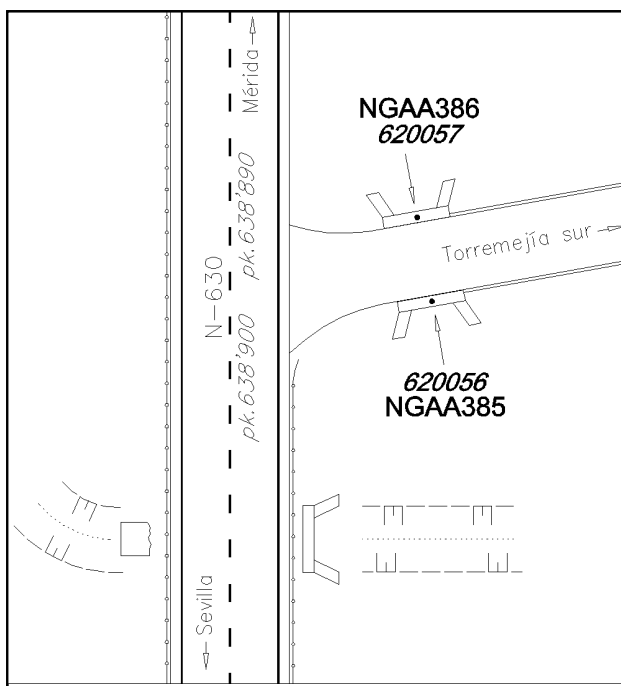 Mérida
NGAA386
620057
pk.638'890
Torremejía sur
N-630
pk.638'900
620056
NGAA385
Sevilla